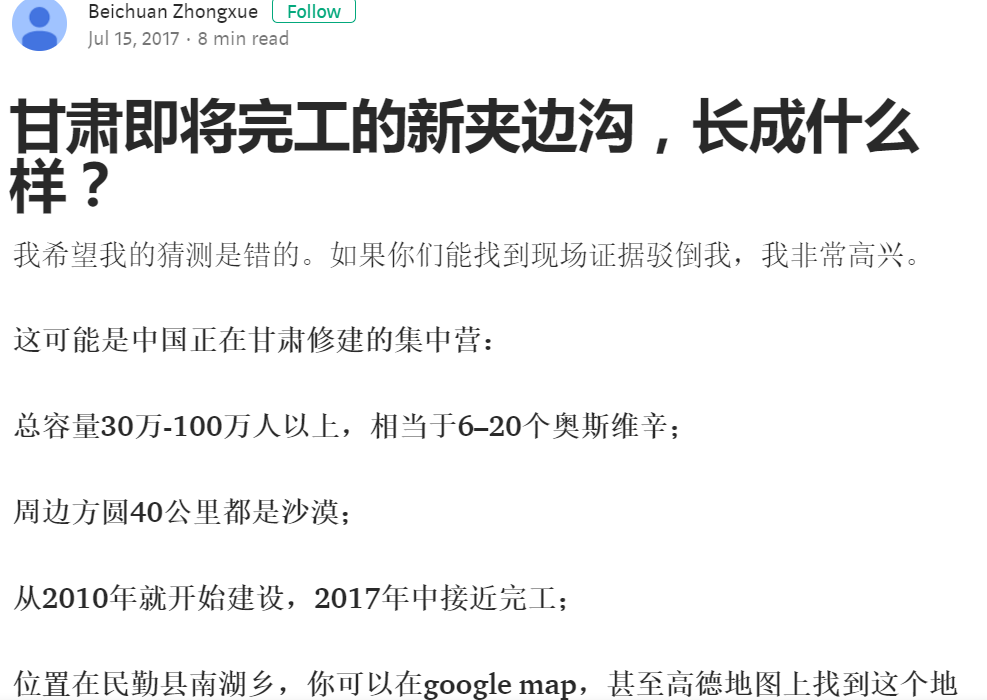 Beichuan Zhongxue Follow
Jul 15, 2017 · 8 min read
甘肃即将完工的新夹边沟，长成什么
样？
我希望我的猜测是错的。如果你们能找到现场证据驳倒我，我非常高兴。
这可能是中国正在甘肃修建的集中营：
总容量30万-100万人以上，相当于6–20个奥斯维辛；
周边方圆40公里都是沙漠；
从2010年就开始建设，2017年中接近完工；
位置在民勤县南湖乡，你可以在google map，甚至高德地图上找到这个地